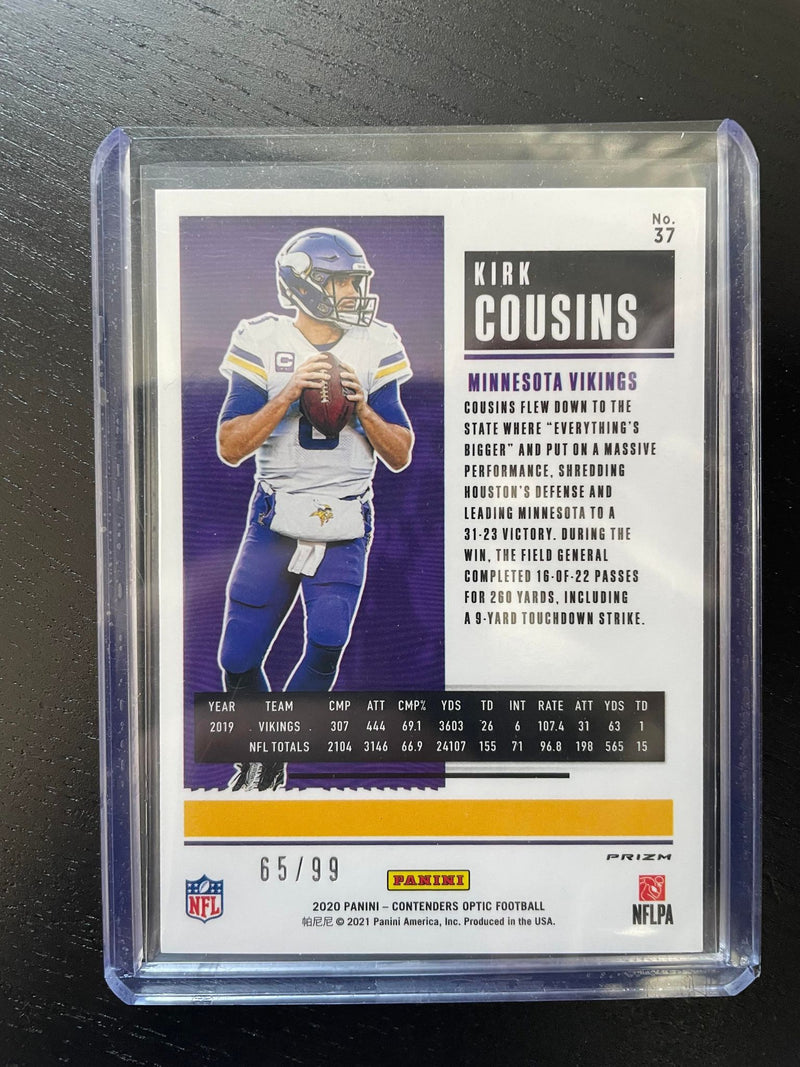 No.
37
KIRK
COUSINS
MINNESOTA VIKINGS
COUSINS FLEW DOWN TO THE
STATE WHERE "EVERYTHING'S
BIGGER" AND PUT ON A MASSIVE
PERFORMANCE, SHREDDING
HOUSTON'S DEFENSE AND
LEADING MINNESOTA TO A
31-23 VICTORY. DURING THE
WIN, THE FIELD GENERAL
COMPLETED 16-OF-22 PASSES
FOR 260 YARDS, INCLUDING
A 9-YARD TOUCHDOWN STRIKE.
YEAR TEAM CMP ATT CMP% YDS TD INT RATE ATT YDS TD
2019 VIKINGS 307 444 69.1 3603 26 6 107.4 31 63 1
NFL TOTALS 2104 3146 66.9 24107 155 71 96.8 198 565 15
65/99
PRIZM
NFL
PANINI
NFLPA
2020 PANINI – CONTENDERS OPTIC FOOTBALL
帕尼尼 © 2021 Panini America, Inc. Produced in the USA.